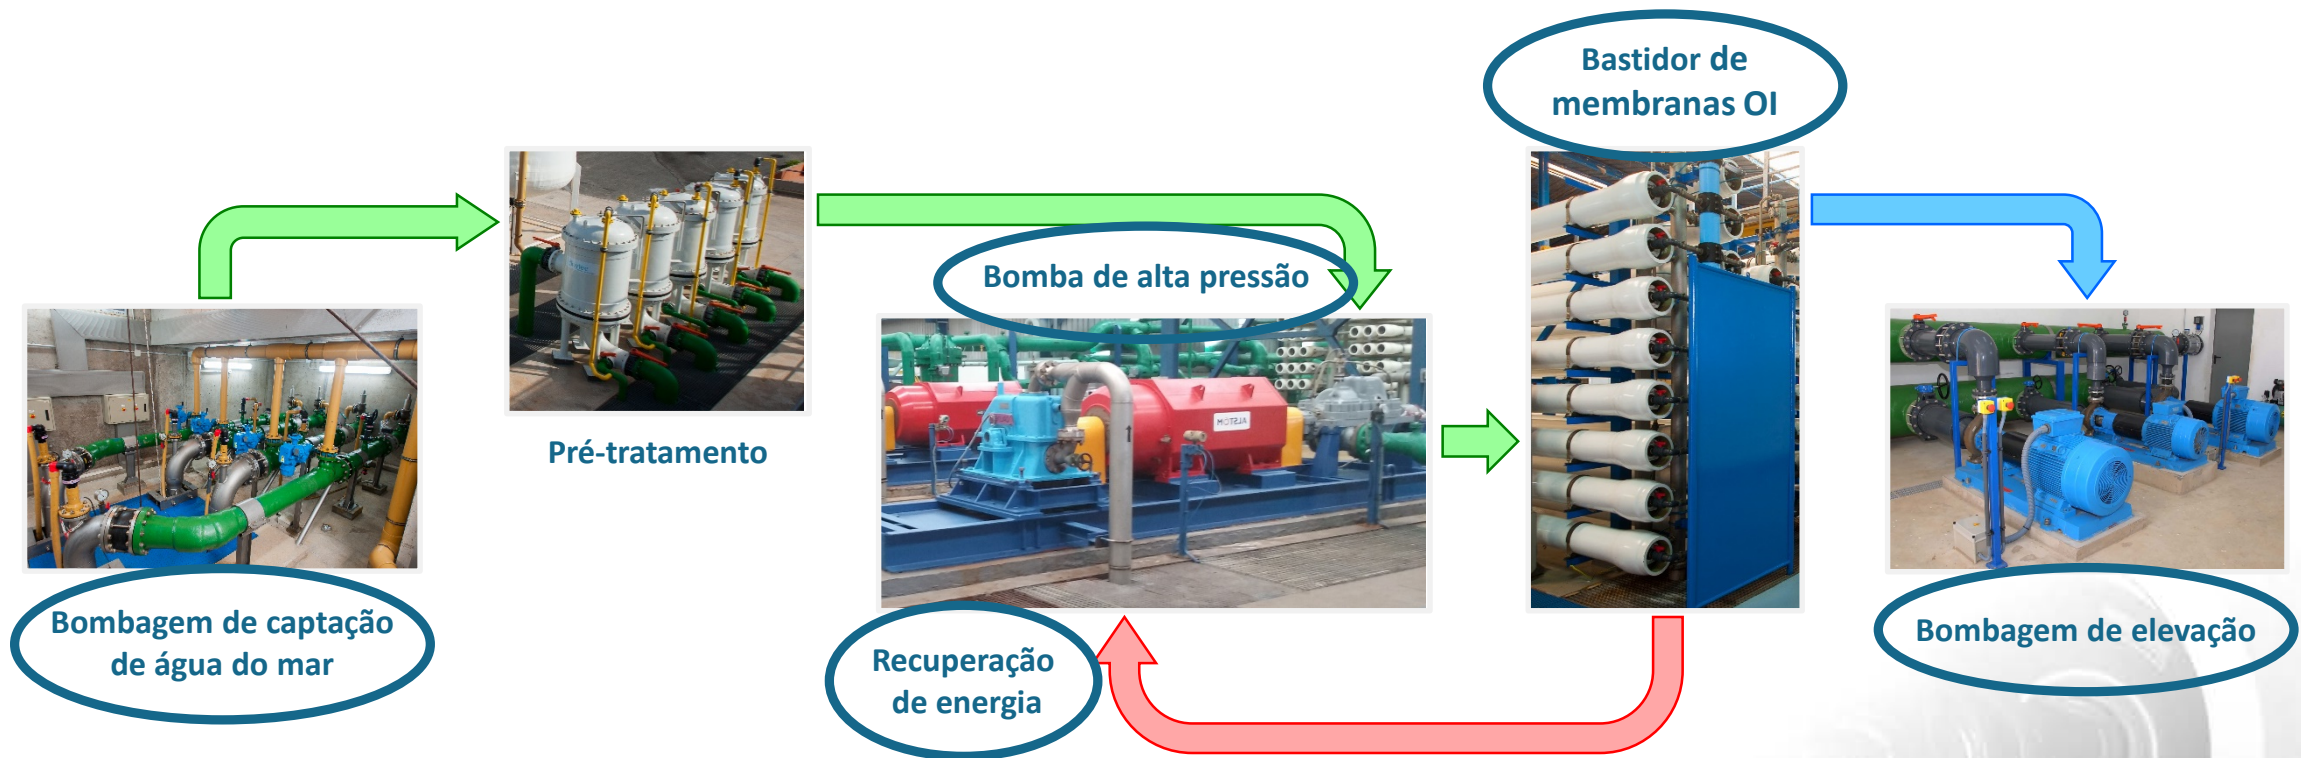 Bastidor de
membranas OI
Bomba de alta pressão
Pré-tratamento
Bombagem de captação
de água do mar
Recuperação
de energia
Bombagem de elevação